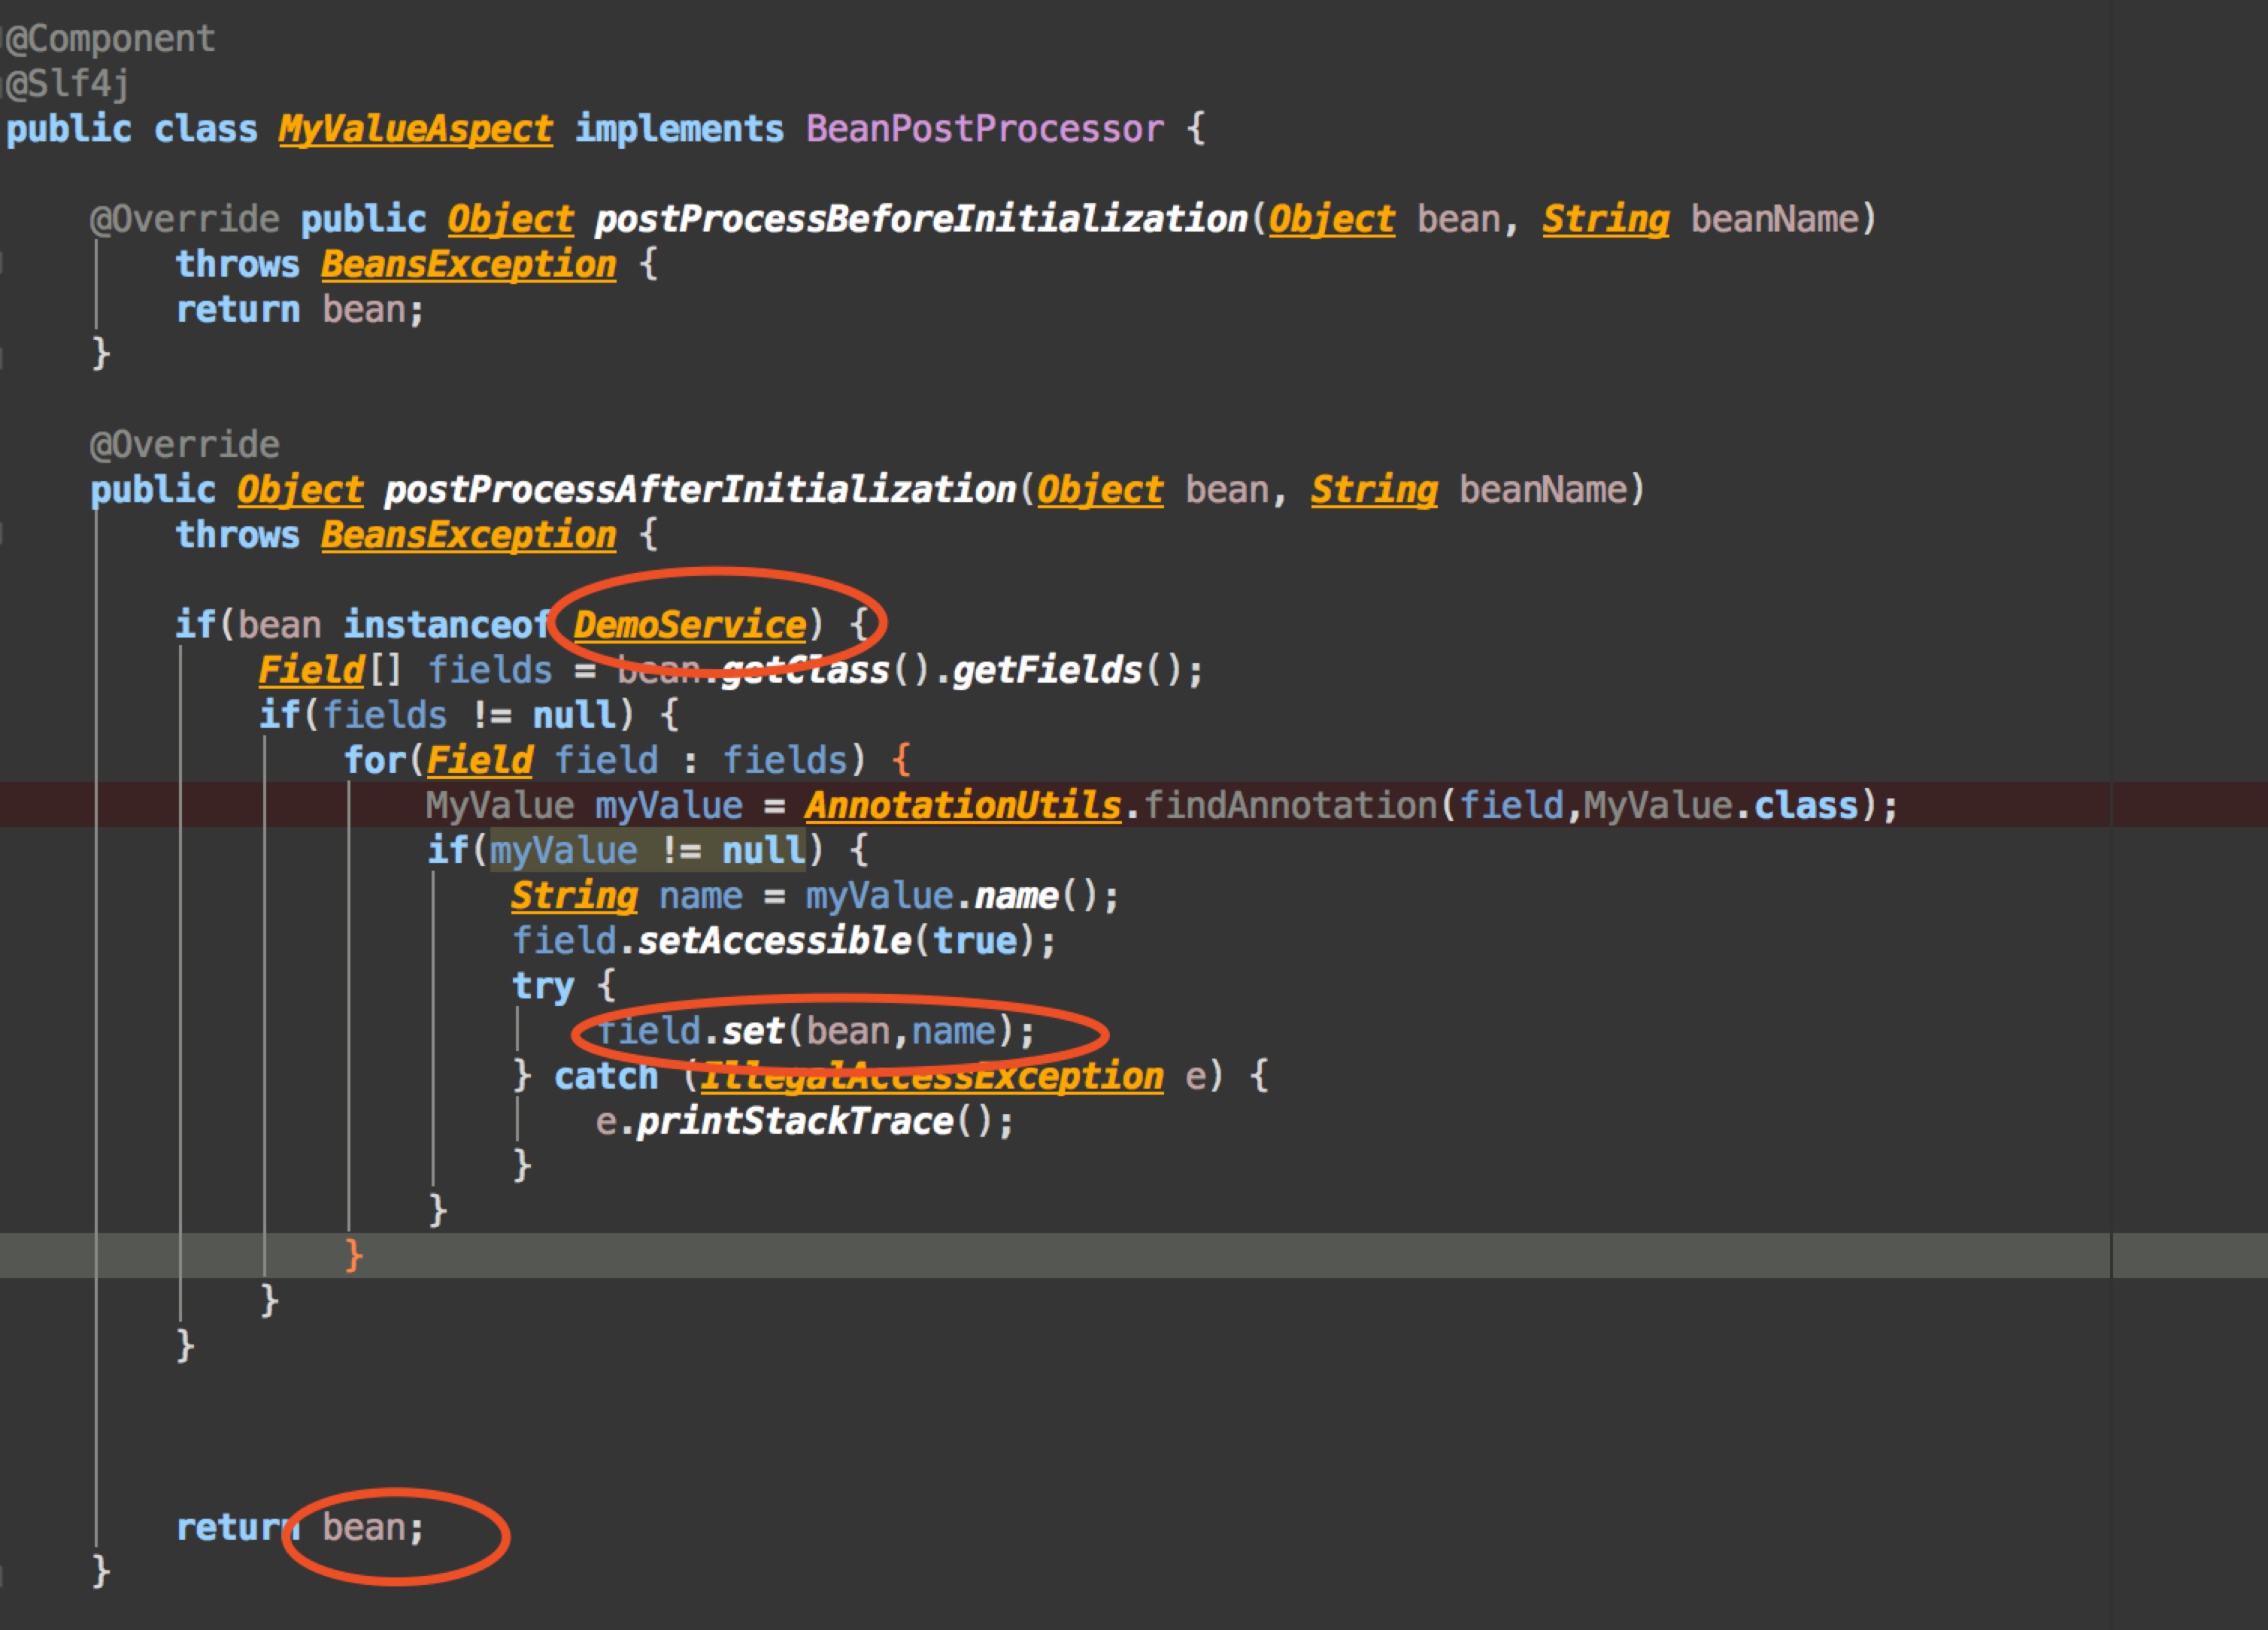 @Component
@Slf4j
public class MyValueAspect implements BeanPostProcessor {
@Override public Object postProcessBeforeInitialization(Object bean, String beanName)
throws BeansException {
return bean;
}
@Override
public Object postProcessAfterInitialization(Object bean, String beanName)
throws BeansException {
if(bean instanceof DemoService) {
Field[] fields = bean.getClass().getFields();
if(fields != null) {
for(Field field : fields) {
MyValue myValue = AnnotationUtils.findAnnotation(field,MyValue.class);
if(myValue != null) {
String name = myValue.name();
field.setAccessible(true);
try {
field.set(bean,name);
} catch (IllegalAccessException e) {
e.printStackTrace();
}
}
}
}
}
return bean;
}